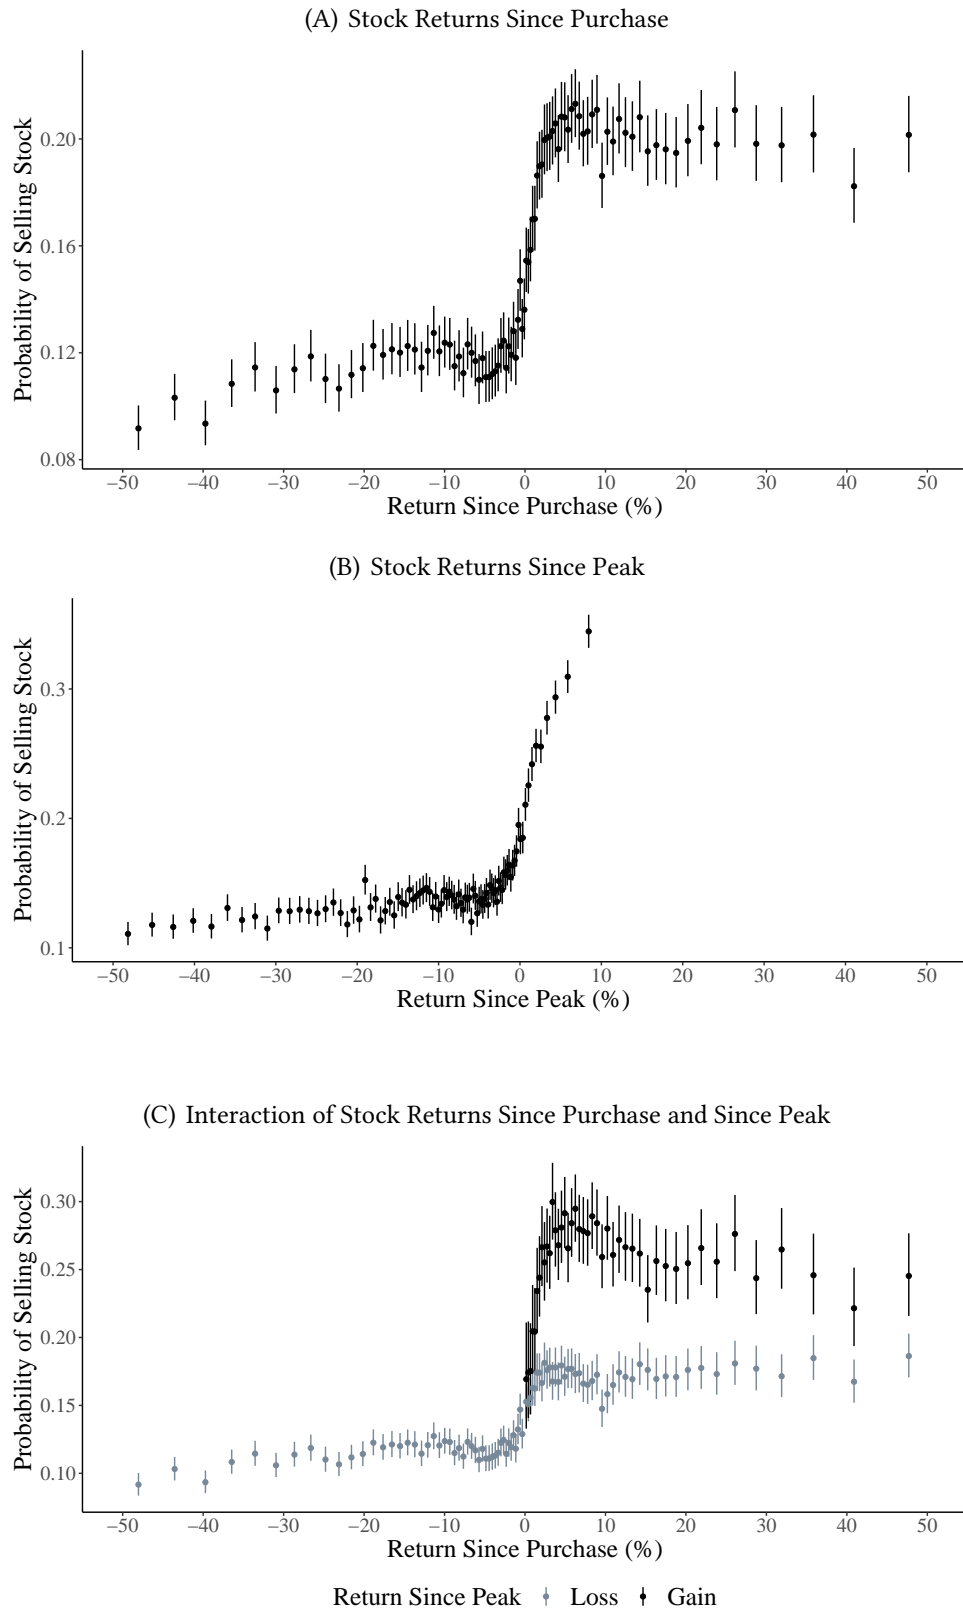 (A) Stock Returns Since Purchase
Probability of Selling Stock
0.20
0.16
0.12
0.08
−50 −40 −30 −20 −10 0 10 20 30 40 50
Return Since Purchase (%)
(B) Stock Returns Since Peak
Probability of Selling Stock
0.3
0.2
0.1
−50 −40 −30 −20 −10 0 10 20 30 40 50
Return Since Peak (%)
(C) Interaction of Stock Returns Since Purchase and Since Peak
Probability of Selling Stock
0.30
0.25
0.20
0.15
0.10
−50 −40 −30 −20 −10 0 10 20 30 40 50
Return Since Purchase (%)
Return Since Peak Loss Gain